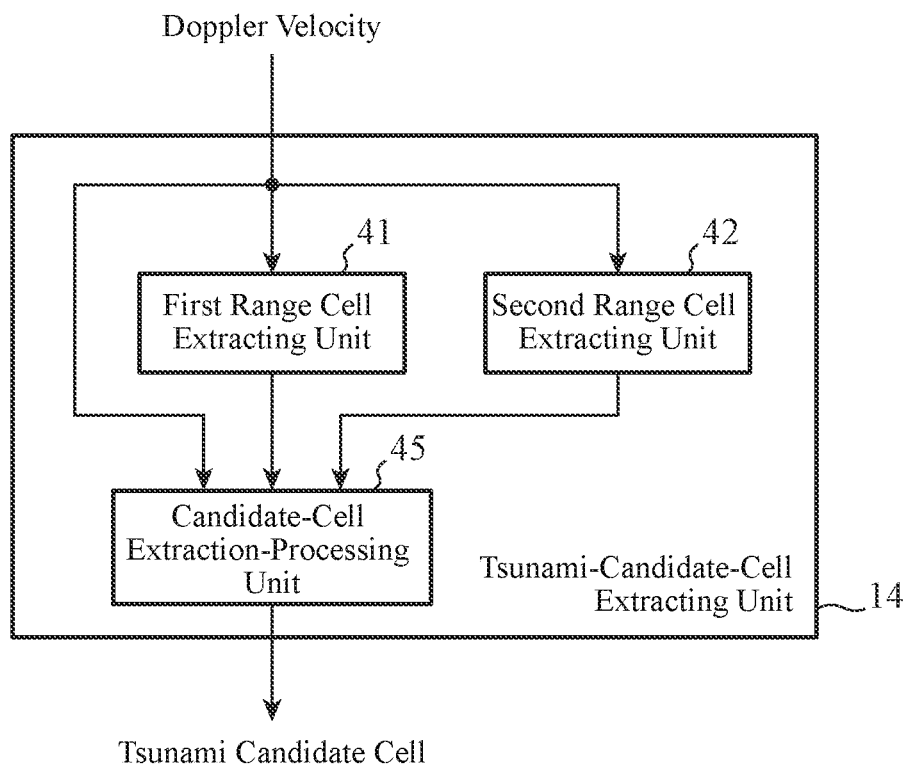 Doppler Velocity
41
42
First Range Cell
Extracting Unit
Second Range Cell
Extracting Unit
45
Candidate-Cell
Extraction-Processing
Unit
Tsunami-Candidate-Cell
Extracting Unit
14
Tsunami Candidate Cell